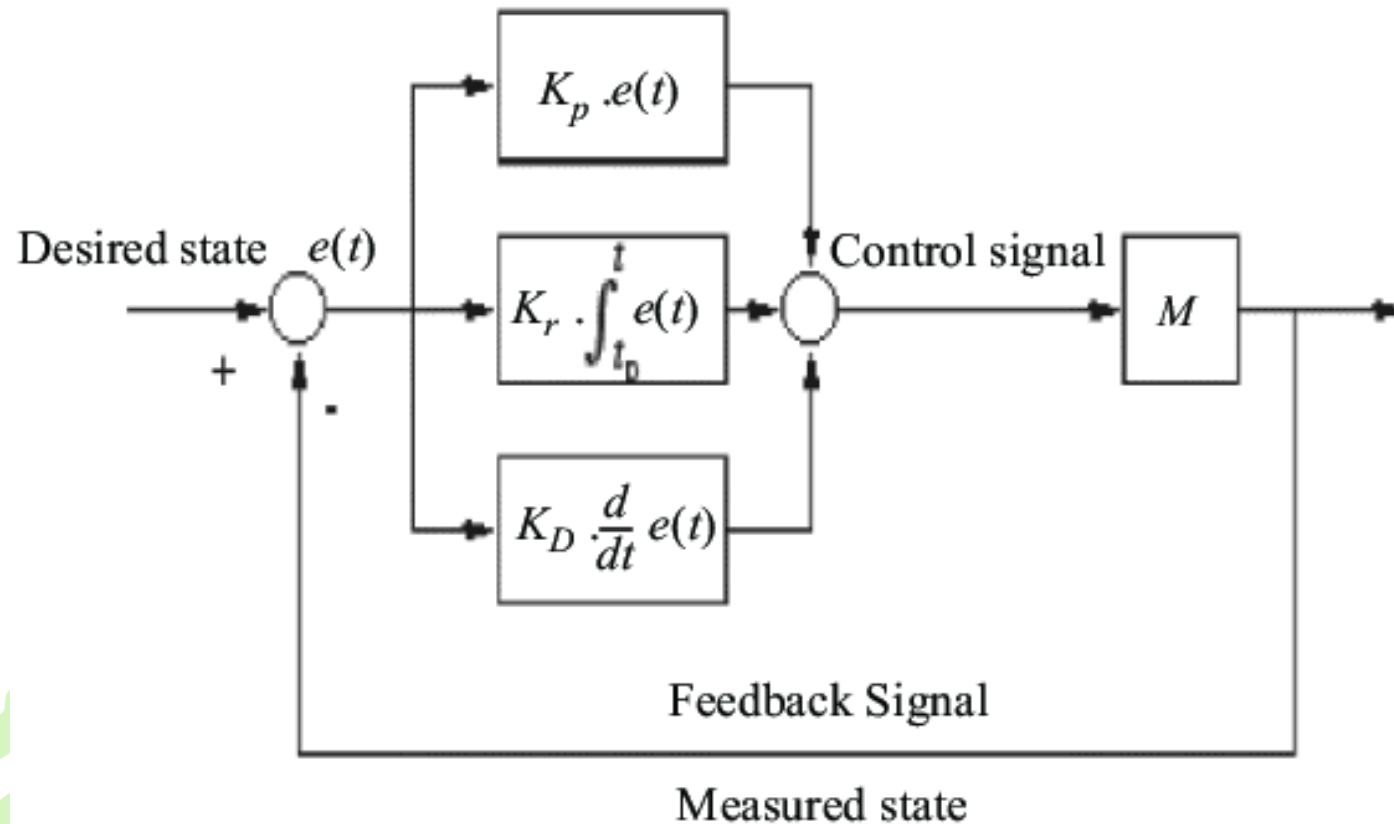 K_p .e(t)
Desired state e(t)
Control signal
K_r . ∫_{t_0}^{t} e(t)
M
+
-
K_D . d/dt e(t)
Feedback Signal
Measured state